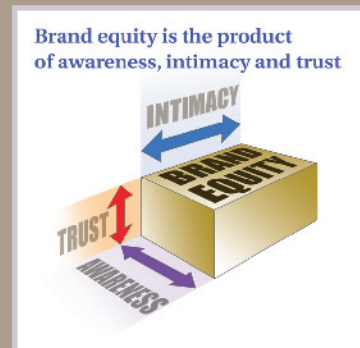 Brand equity is the product
of awareness, intimacy and trust
INTIMACY
BRAND
EQUITY
TRUST
AWARENESS